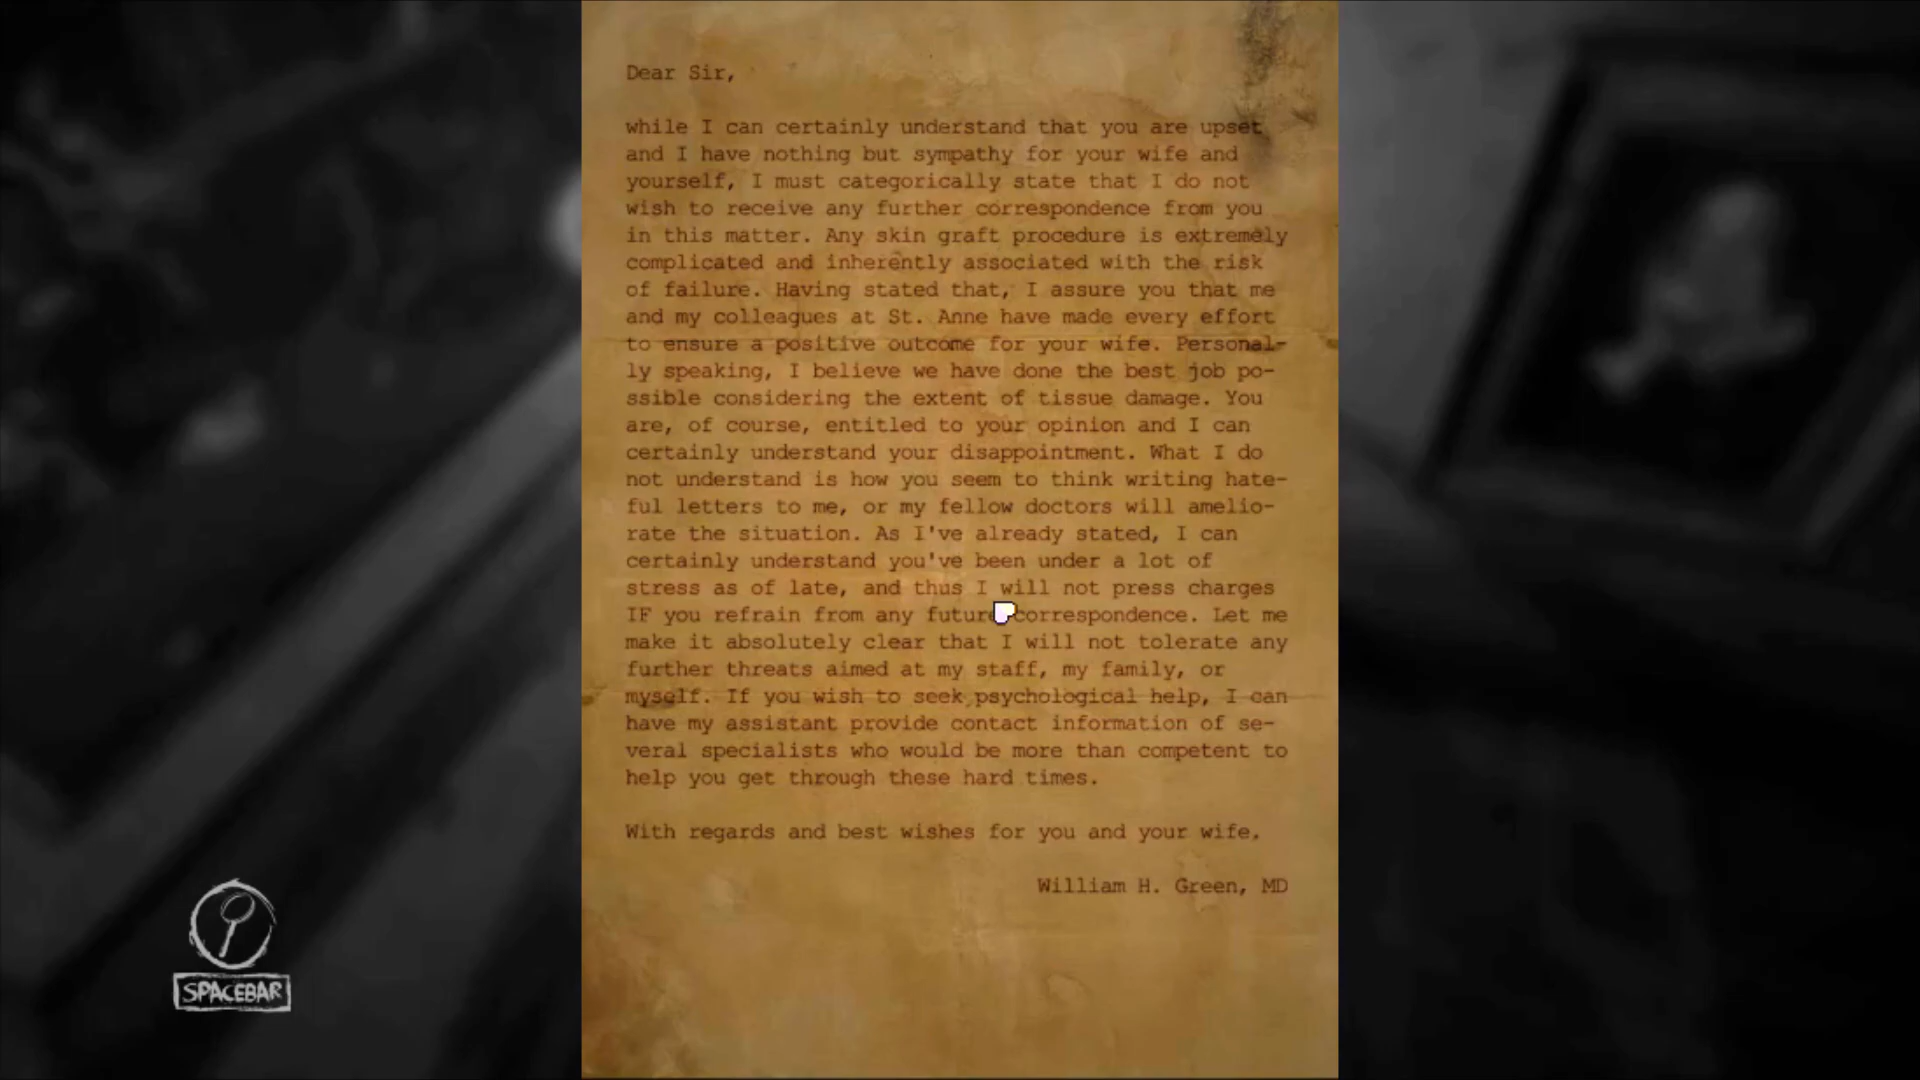 Dear Sir,
while I can certainly understand that you are upset
and I have nothing but sympathy for your wife and
yourself, I must categorically state that I do not
wish to receive any further correspondence from you
in this matter. Any skin graft procedure is extremely
complicated and inherently associated with the risk
of failure. Having stated that, I assure you that me
and my colleagues at St. Anne have made every effort
to ensure a positive outcome for your wife. Personal-
ly speaking, I believe we have done the best job po-
ssible considering the extent of tissue damage. You
are, of course, entitled to your opinion and I can
certainly understand your disappointment. What I do
not understand is how you seem to think writing hate-
ful letters to me, or my fellow doctors will amelio-
rate the situation. As I've already stated, I can
certainly understand you've been under a lot of
stress as of late, and thus I will not press charges
IF you refrain from any future correspondence. Let me
make it absolutely clear that I will not tolerate any
further threats aimed at my staff, my family, or
myself. If you wish to seek psychological help, I can
have my assistant provide contact information of se-
veral specialists who would be more than competent to
help you get through these hard times.
With regards and best wishes for you and your wife,
William H. Green, MD
SPACEBAR